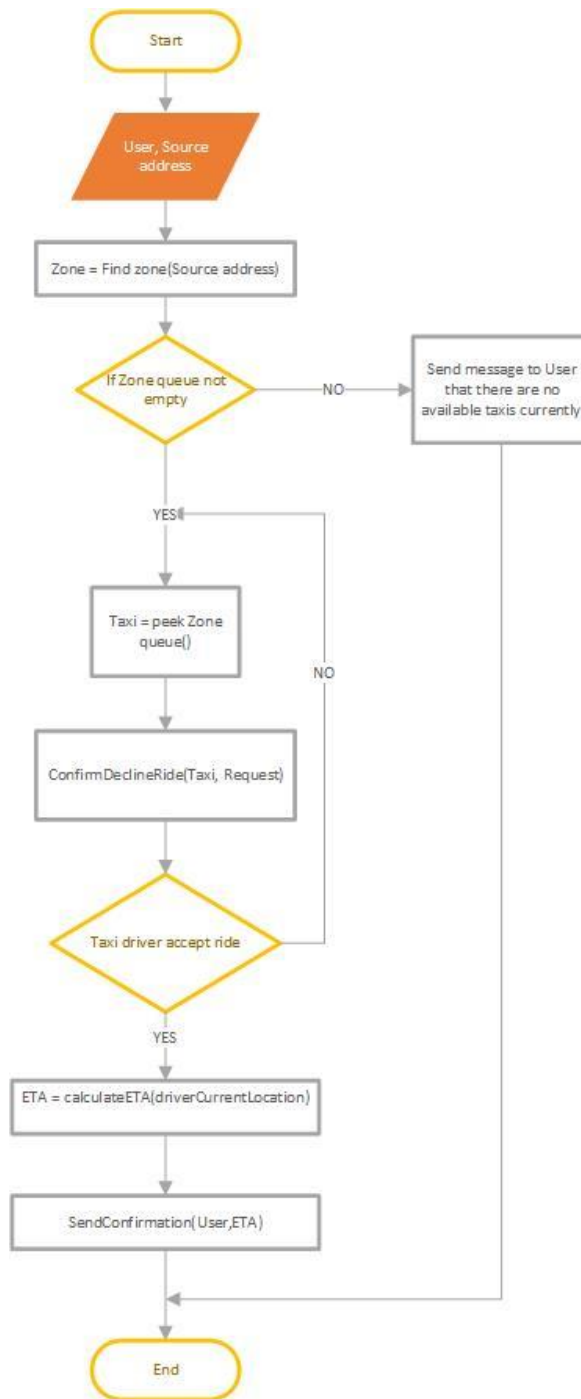 Start
User, Source
address
Zone = Find zone(Source address)
If Zone queue not
empty
NO
Send message to User
that there are no
available taxis currently
YES
Taxi = peek Zone
queue()
NO
ConfirmDeclineRide(Taxi, Request)
Taxi driver accept ride
YES
ETA = calculateETA(driverCurrentLocation)
SendConfirmation(User,ETA)
End